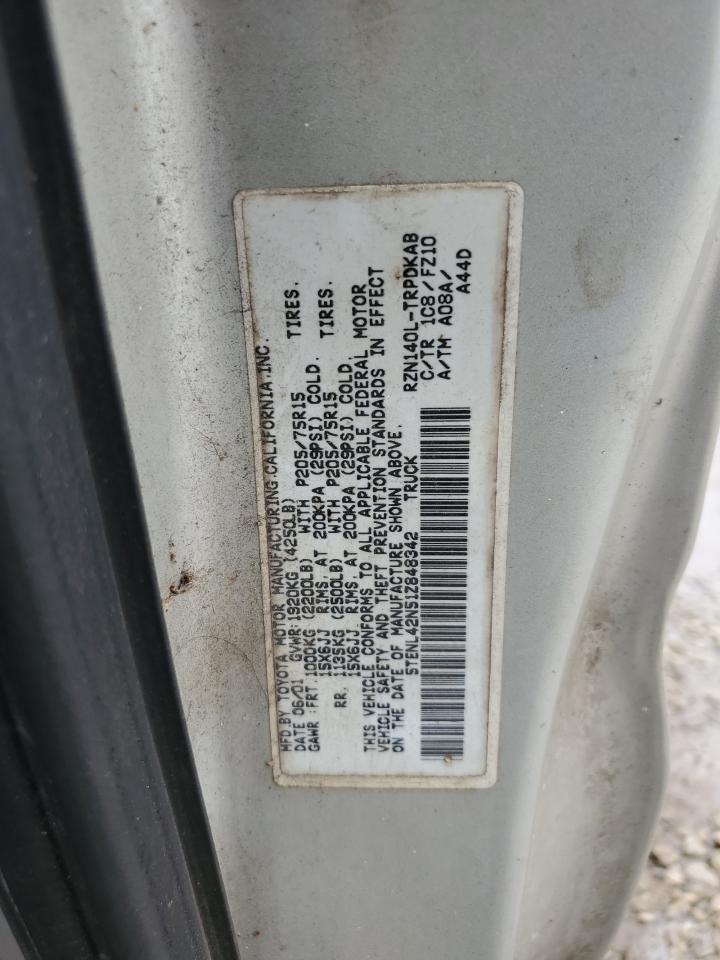 MFD.BY TOYOTA MOTOR MANUFACTURING.CALIFORNIA.INC.
DATE 06/01 GVWR:1920KG (4250LB)
GAWR :FRT.1000KG (2200LB) WITH P205/75R15 TIRES.
15X6JJ RIMS, AT 200KPA (29PSI) COLD.
RR. 1135KG (2500LB) WITH P205/75R15 TIRES.
15X6JJ. RIMS, AT 200KPA (29PSI) COLD.
THIS VEHICLE CONFORMS TO ALL APPLICABLE FEDERAL MOTOR
VEHICLE SAFETY AND THEFT PREVENTION STANDARDS IN EFFECT
ON THE DATE OF MANUFACTURE SHOWN ABOVE.
5TENL42N51Z848342 TRUCK
RZN140L-TRPDKAB
C/TR 1C8/FZ10
A/TM A08A/
A44D